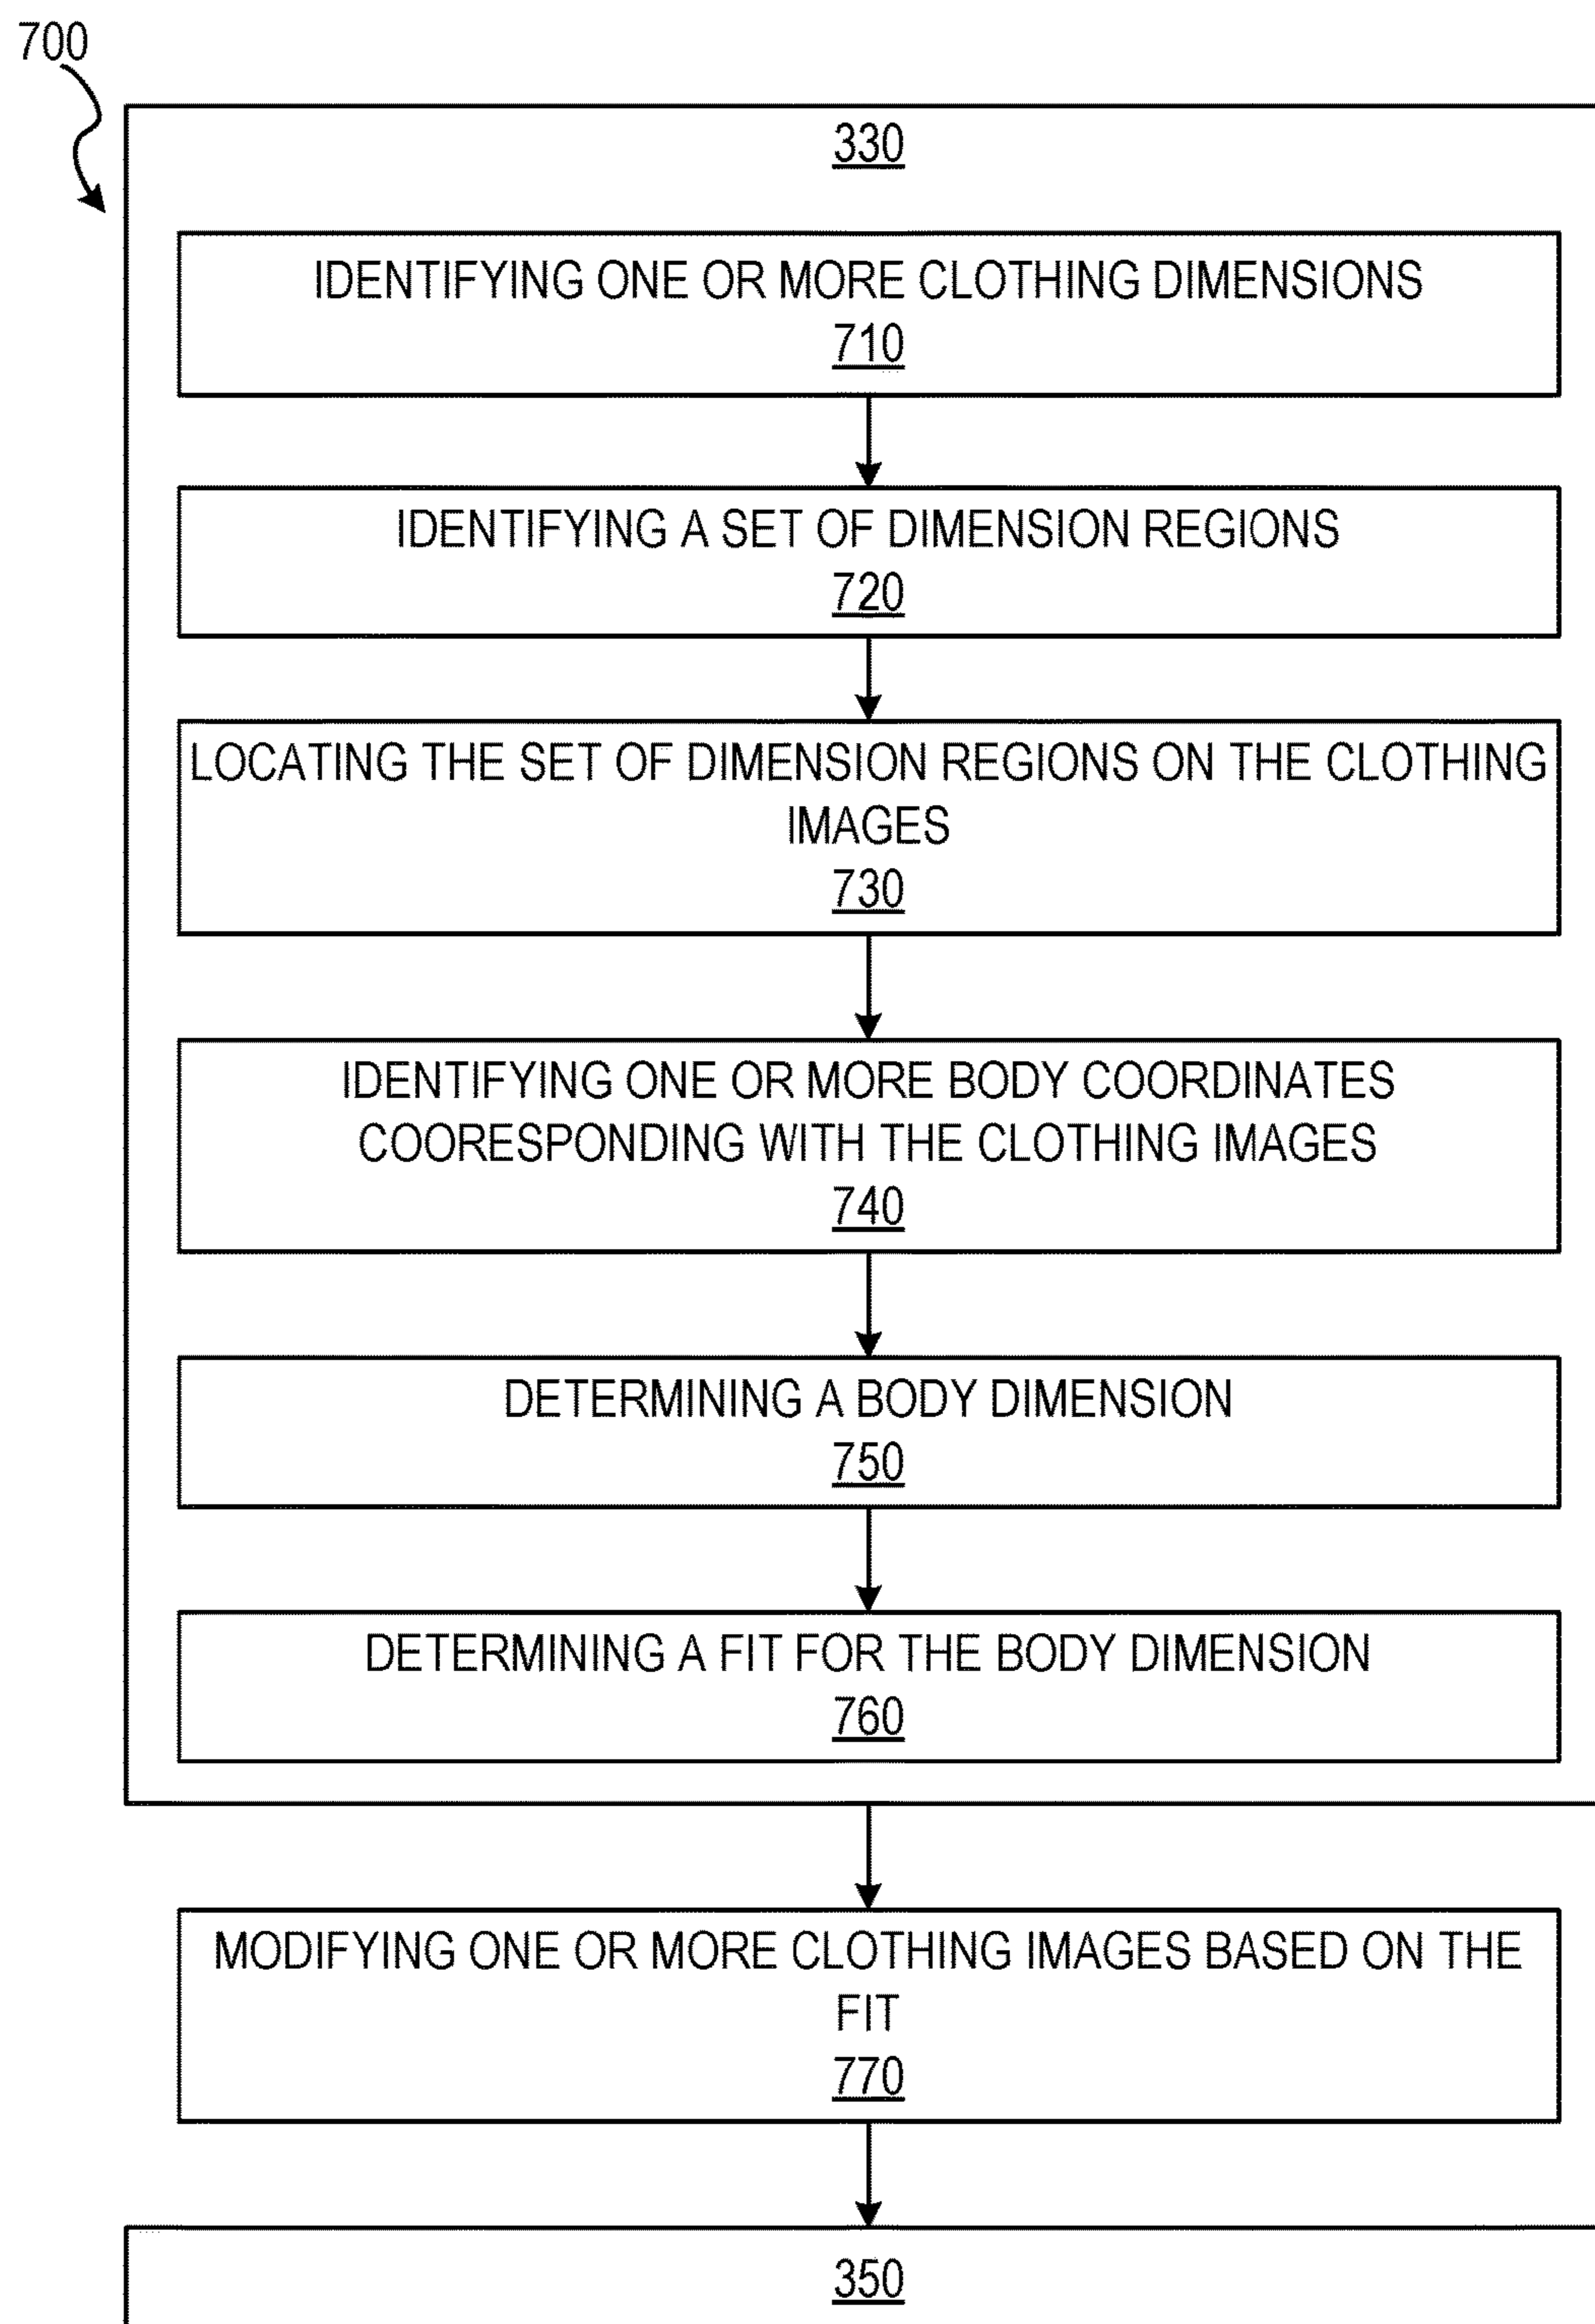 700
330
IDENTIFYING ONE OR MORE CLOTHING DIMENSIONS
710
IDENTIFYING A SET OF DIMENSION REGIONS
720
LOCATING THE SET OF DIMENSION REGIONS ON THE CLOTHING
IMAGES
730
IDENTIFYING ONE OR MORE BODY COORDINATES
COORESPONDING WITH THE CLOTHING IMAGES
740
DETERMINING A BODY DIMENSION
750
DETERMINING A FIT FOR THE BODY DIMENSION
760
MODIFYING ONE OR MORE CLOTHING IMAGES BASED ON THE
FIT
770
350